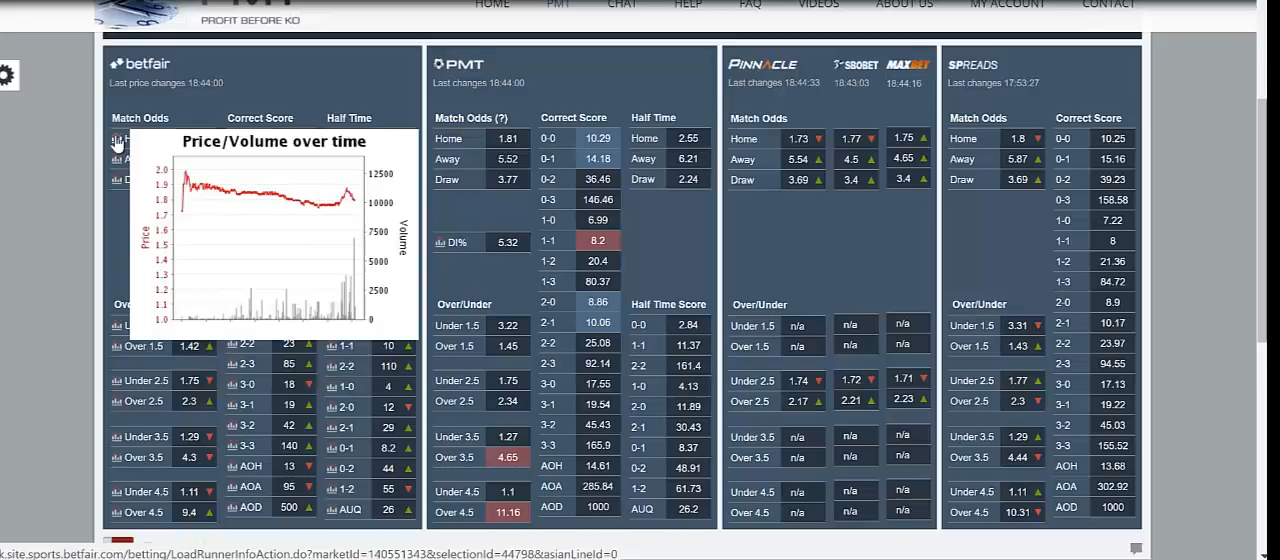 HOME PMT CHAT HELP FAQ VIDEOS ABOUT US MY ACCOUNT CONTACT
PROFIT BEFORE KO
betfair
Last price changes 18:44:00
Match Odds Correct Score Half Time
Price/Volume over time
2.0
1.9
1.8
1.7
1.6
1.5
1.4
1.3
1.2
1.1
1.0
Price
12500
10000
7500
5000
2500
0
Volume
Over 1.5 1.42 2-2 23 1-1 10
2-3 85 2-2 110
Under 2.5 1.75 3-0 18 1-0 4
Over 2.5 2.3 3-1 19 2-0 12
3-2 42 2-1 29
Under 3.5 1.29 3-3 140 0-1 8.2
Over 3.5 4.3 AOH 13 0-2 44
Under 4.5 1.11 AOA 95 1-2 55
Over 4.5 9.4 AOD 500 AUQ 26
PMT
Last changes 18:44:00
Match Odds (?) Correct Score Half Time
Home 1.81 0-0 10.29 Home 2.55
Away 5.52 0-1 14.18 Away 6.21
Draw 3.77 0-2 36.46 Draw 2.24
0-3 146.46
1-0 6.99
DI% 5.32 1-1 8.2
1-2 20.4
1-3 80.37
Over/Under 2-0 8.86 Half Time Score
Under 1.5 3.22 2-1 10.06 0-0 2.84
Over 1.5 1.45 2-2 25.08 1-1 11.37
2-3 92.14 2-2 161.4
Under 2.5 1.75 3-0 17.55 1-0 4.13
Over 2.5 2.34 3-1 19.54 2-0 11.89
3-2 45.43 2-1 30.43
Under 3.5 1.27 3-3 165.9 0-1 8.37
Over 3.5 4.65 AOH 14.61 0-2 48.91
Under 4.5 1.1 AOA 285.84 1-2 61.73
Over 4.5 11.16 AOD 1000 AUQ 26.2
PINNACLE SBOBET MAXBET
Last changes 18:44:33 18:43:03 18:44:16
Match Odds
Home 1.73 1.77 1.75
Away 5.54 4.5 4.65
Draw 3.69 3.4 3.4
Over/Under
Under 1.5 n/a n/a n/a
Over 1.5 n/a n/a n/a
Under 2.5 1.74 1.72 1.71
Over 2.5 2.17 2.21 2.23
Under 3.5 n/a n/a n/a
Over 3.5 n/a n/a n/a
Under 4.5 n/a n/a n/a
Over 4.5 n/a n/a n/a
SPREADS
Last changes 17:53:27
Match Odds Correct Score
Home 1.8 0-0 10.25
Away 5.87 0-1 15.16
Draw 3.69 0-2 39.23
0-3 158.58
1-0 7.22
1-1 8
1-2 21.36
1-3 84.72
Over/Under 2-0 8.9
Under 1.5 3.31 2-1 10.17
Over 1.5 1.43 2-2 23.97
2-3 94.55
Under 2.5 1.77 3-0 17.13
Over 2.5 2.3 3-1 19.22
3-2 45.03
Under 3.5 1.29 3-3 155.52
Over 3.5 4.44 AOH 13.68
Under 4.5 1.11 AOA 302.92
Over 4.5 10.31 AOD 1000
k.site.sports.betfair.com/betting/LoadRunnerInfoAction.do?marketId=140551343&selectionId=44798&asianLineId=0